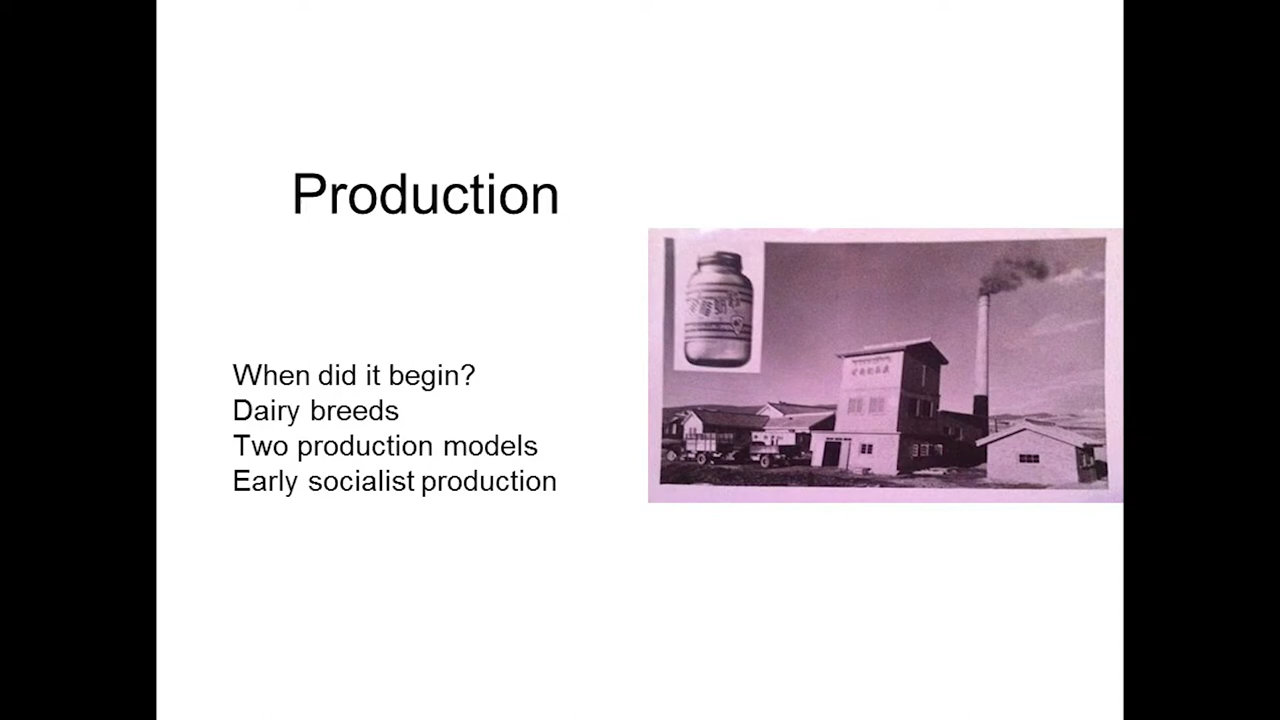 Production
When did it begin?
Dairy breeds
Two production models
Early socialist production